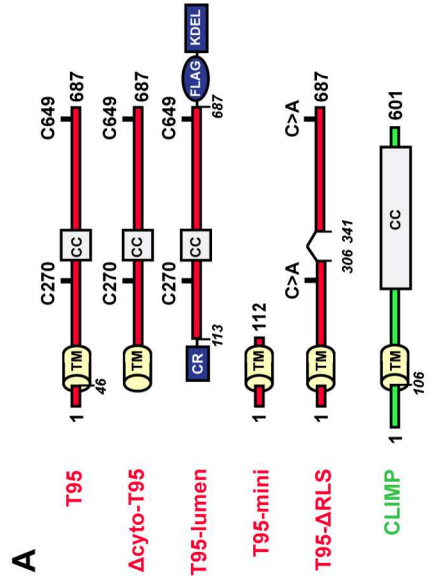 A
T95
1
46
TM
C270
CC
C649
687
Δcyto-T95
TM
C270
CC
C649
687
T95-lumen
CR
113
C270
CC
C649
687
FLAG
KDEL
T95-mini
1
TM
112
T95-ΔRLS
1
TM
C>A
306 341
C>A
687
CLIMP
1
106
TM
CC
601